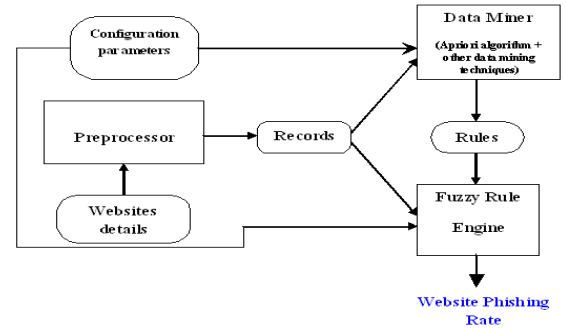 Configuration
parameters
Data Miner
(Apriori algorithm +
other data mining
techniques)
Preprocessor
Records
Rules
Websites
details
Fuzzy Rule
Engine
Website Phishing
Rate